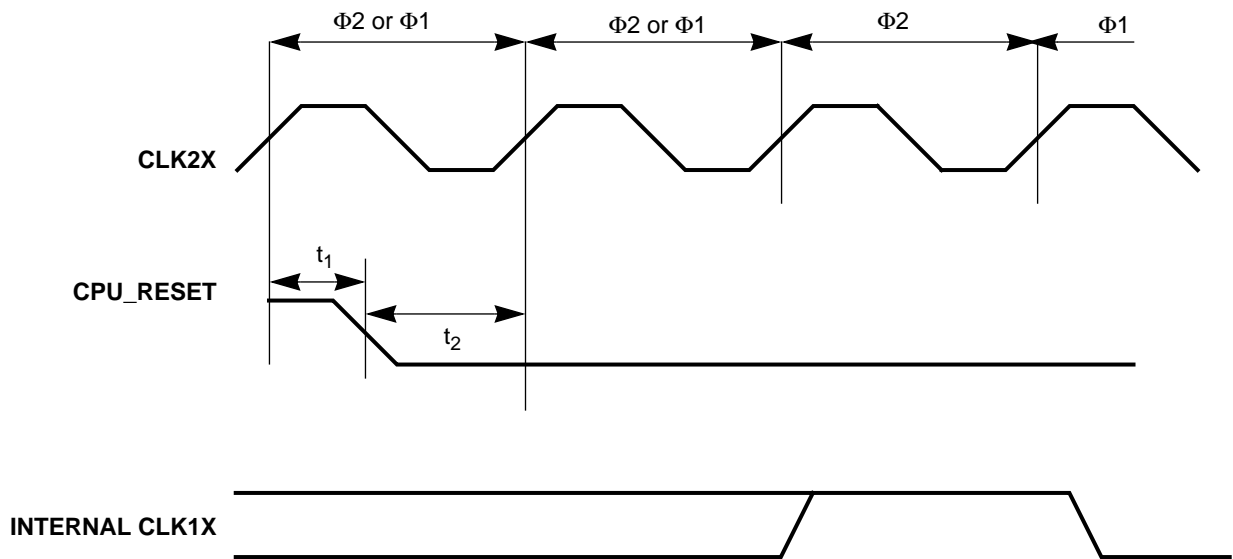 Φ2 or Φ1 Φ2 or Φ1 Φ2 Φ1
CLK2X
t1
CPU_RESET
t2
INTERNAL CLK1X